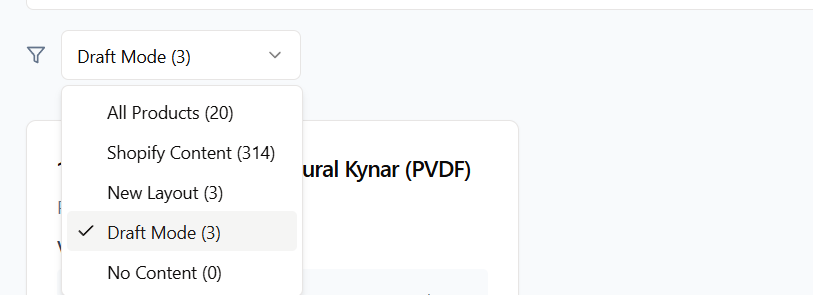 Draft Mode (3)
All Products (20)
Shopify Content (314)
ural Kynar (PVDF)
New Layout (3)
Draft Mode (3)
No Content (0)